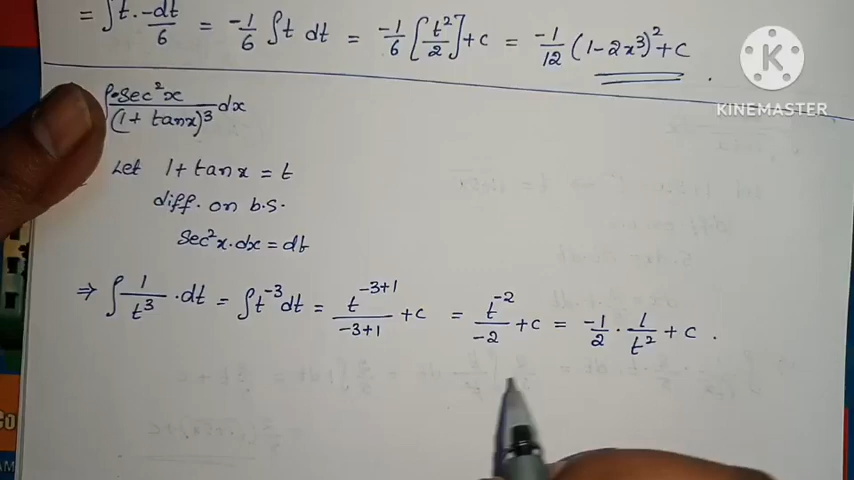 = ∫t · -dt/6 = -1/6 ∫t dt = -1/6 [t²/2] + c = -1/12 (1-2x³)² + c .
KINEMASTER
∫ sec²x/(1+tanx)³ dx
Let 1+tanx = t
diff. on b.s.
sec²x.dx = dt
⇒ ∫ 1/t³ · dt = ∫t⁻³ dt = t⁻³⁺¹/-3+1 + c = t⁻²/-2 + c = -1/2 · 1/t² + c .